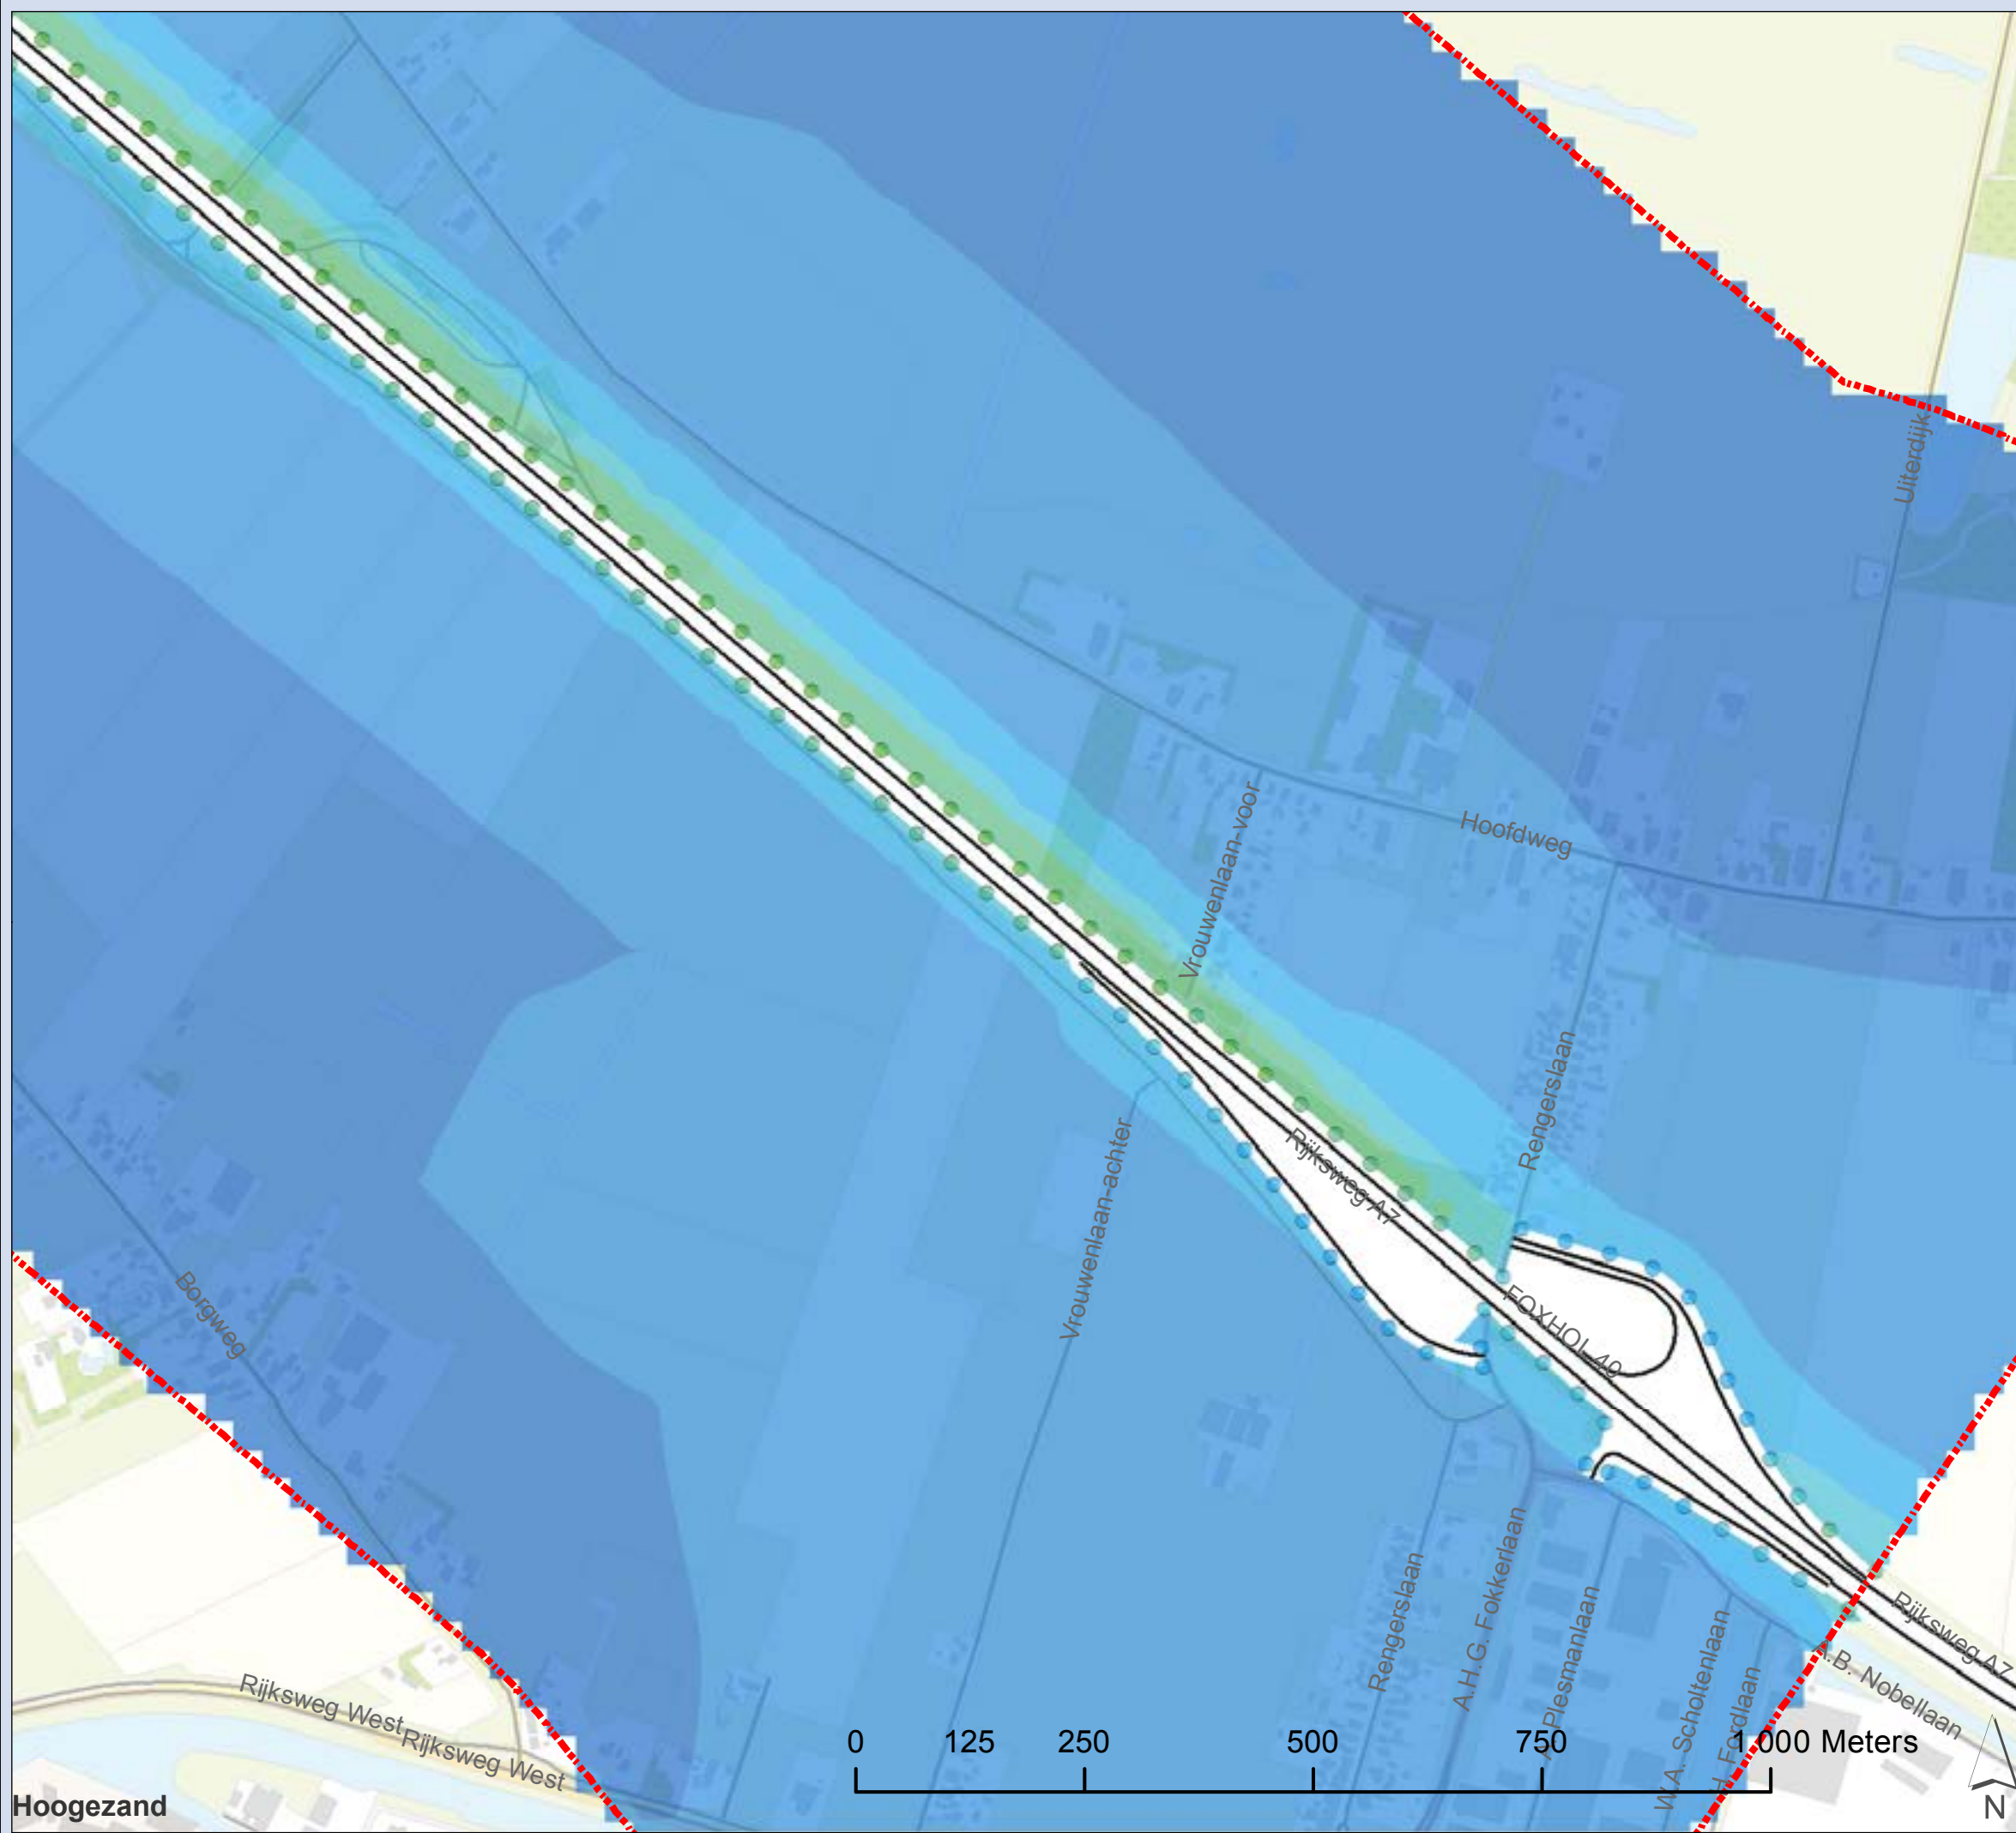 Uiterdijk
Hoofdweg
Vrouwenlaan-voor
Rengerslaan
Rijksweg A7
Vrouwenlaan-achter
Borgweg
FOXHOL 40
Rengerslaan
A.H.G. Fokkerlaan
Plesmanlaan
W.A. Scholtenlaan
H. Fordlaan
Rijksweg A7
.B. Nobellaan
Rijksweg West
Rijksweg West
0 125 250 500 750 1 000 Meters
Hoogezand
N